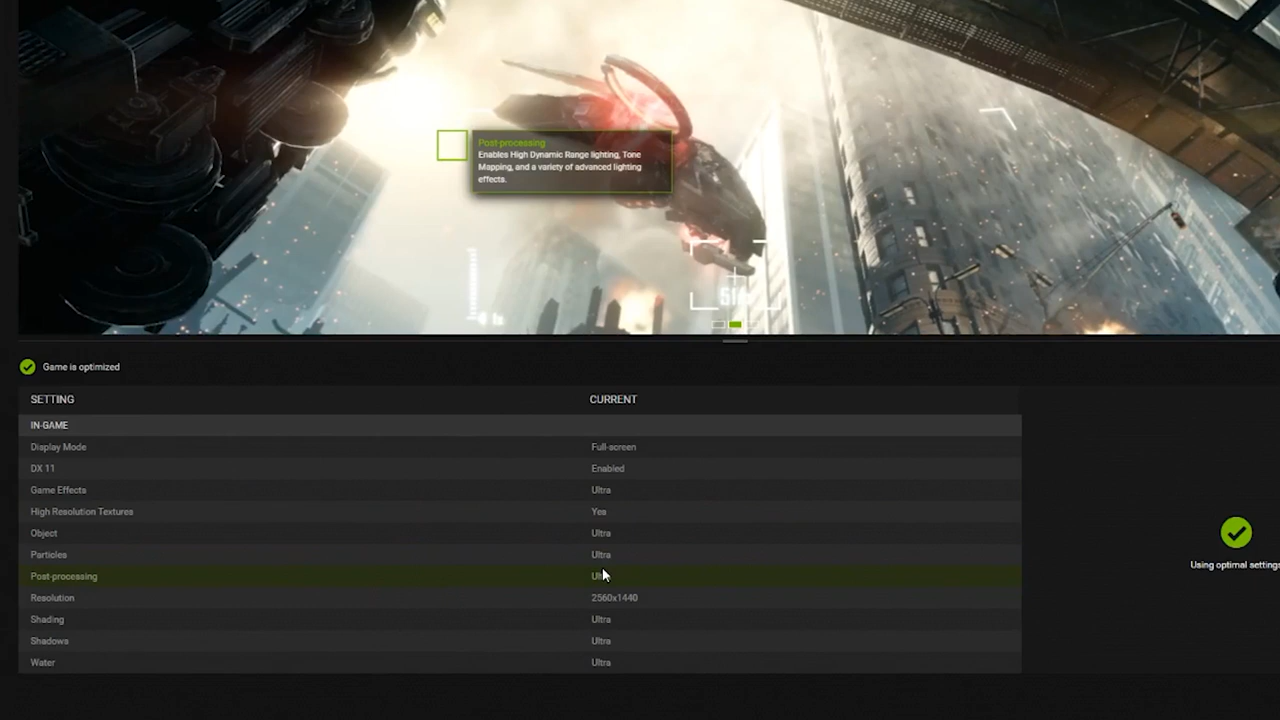 Post-processing
Enables High Dynamic Range lighting, Tone
Mapping, and a variety of advanced lighting
effects.
Game is optimized
SETTING CURRENT
IN-GAME
Display Mode Full-screen
DX 11 Enabled
Game Effects Ultra
High Resolution Textures Yes
Object Ultra
Particles Ultra
Post-processing
Resolution 2560x1440
Shading Ultra
Shadows Ultra
Water Ultra
Using optimal settings